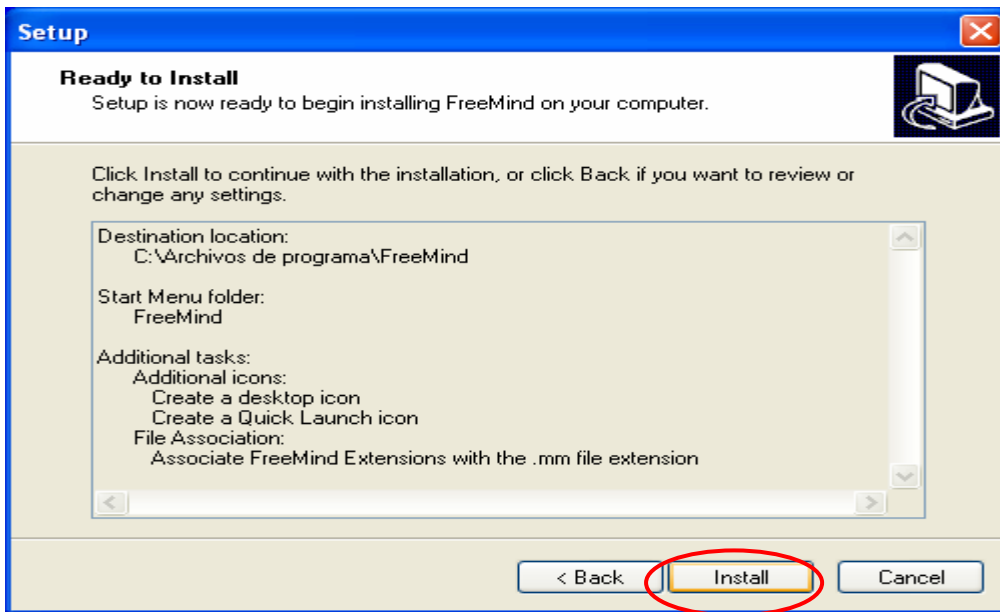 Setup
Ready to Install
Setup is now ready to begin installing FreeMind on your computer.
Click Install to continue with the installation, or click Back if you want to review or
change any settings.
Destination location:
C:\Archivos de programa\FreeMind
Start Menu folder:
FreeMind
Additional tasks:
Additional icons:
Create a desktop icon
Create a Quick Launch icon
File Association:
Associate FreeMind Extensions with the .mm file extension
< Back Install Cancel